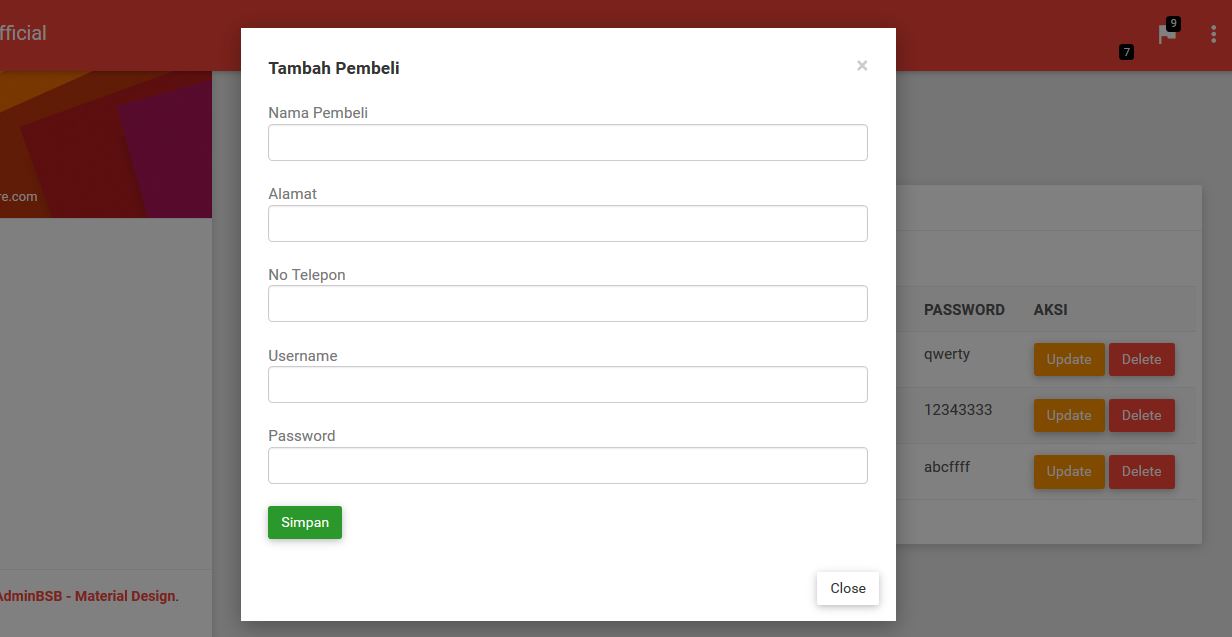 fficial
9
7
Tambah Pembeli
×
Nama Pembeli
Alamat
re.com
No Telepon
PASSWORD AKSI
Username
qwerty Update Delete
12343333 Update Delete
Password
abcffff Update Delete
Simpan
Close
AdminBSB - Material Design.